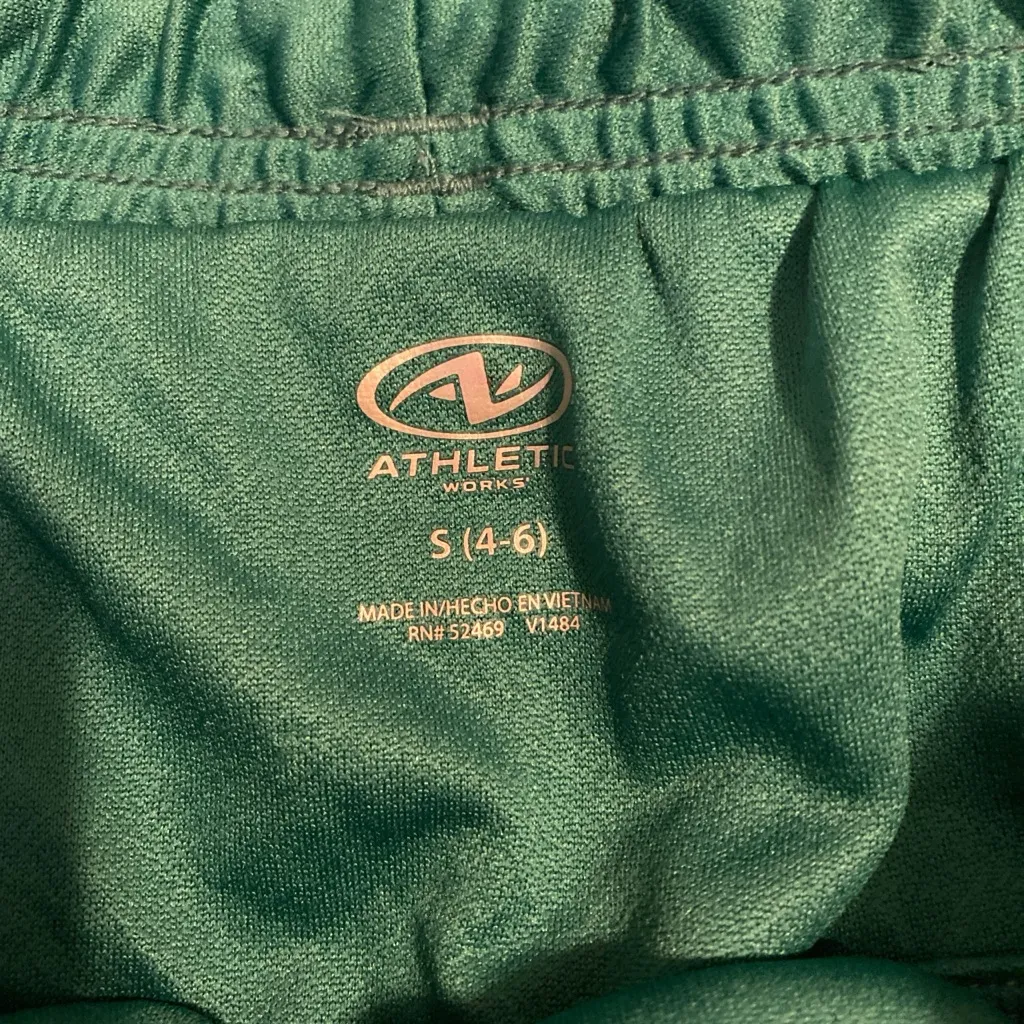 ATHLETIC
WORKS
S (4-6)
MADE IN/HECHO EN VIETNAM
RN# 52469 V1484